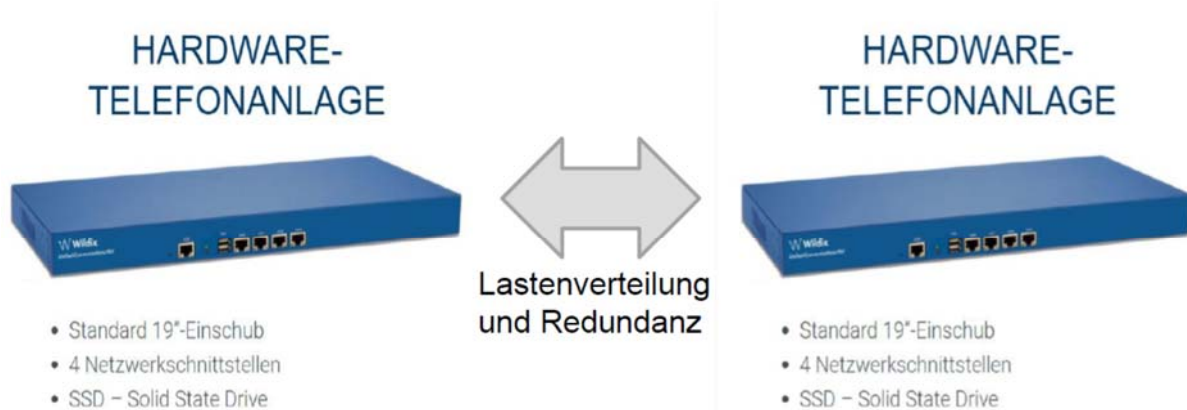 HARDWARE-
TELEFONANLAGE
Wildix
• Standard 19"-Einschub
• 4 Netzwerkschnittstellen
• SSD – Solid State Drive
Lastenverteilung
und Redundanz
HARDWARE-
TELEFONANLAGE
Wildix
• Standard 19"-Einschub
• 4 Netzwerkschnittstellen
• SSD – Solid State Drive